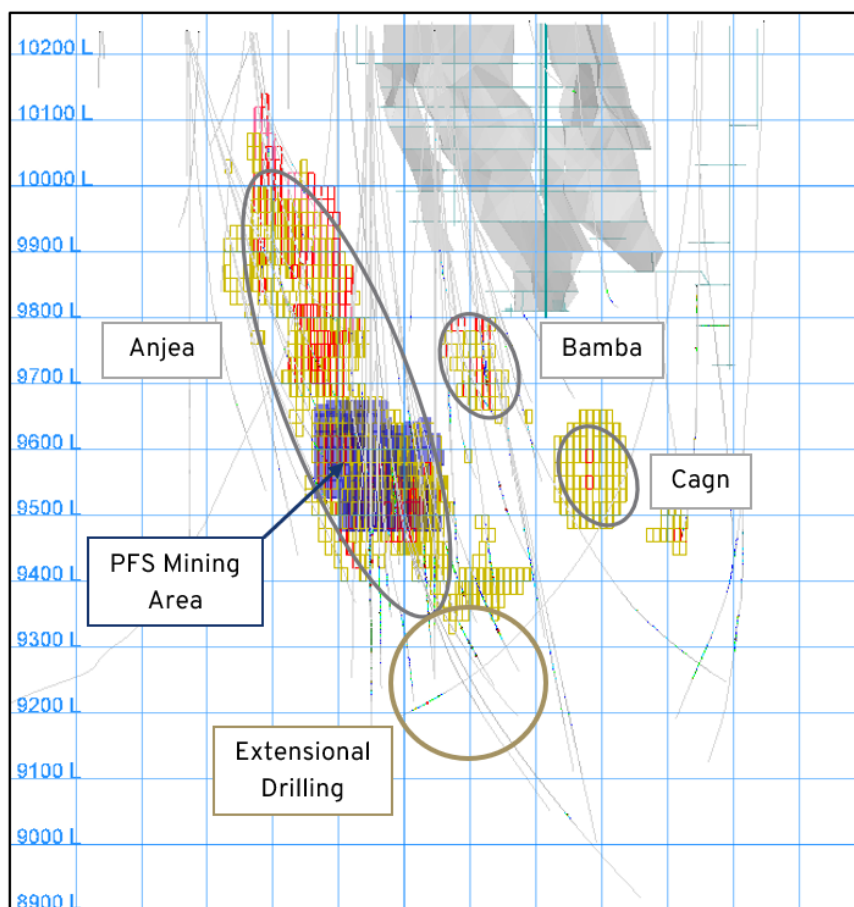 10200 L
10100 L
10000 L
9900 L
9800 L
Anjea
Bamba
9700 L
9600 L
Cagn
9500 L
PFS Mining
Area
9400 L
9300 L
9200 L
Extensional
Drilling
9100 L
9000 L
8900 L